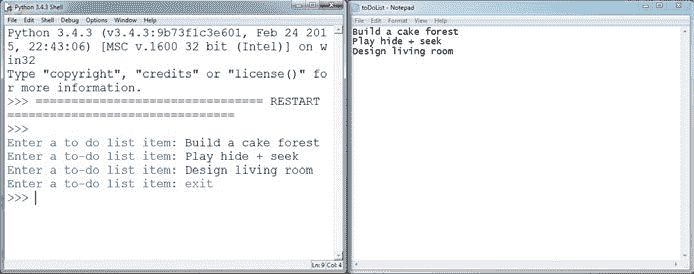 Python 3.4.3 Shell
File Edit Shell Debug Options Window Help
Python 3.4.3 (v3.4.3:9b73f1c3e601, Feb 24 201
5, 22:43:06) [MSC v.1600 32 bit (Intel)] on w
in32
Type "copyright", "credits" or "license()" fo
r more information.
>>> ================================ RESTART
================================
>>>
Enter a to do list item: Build a cake forest
Enter a to-do list item: Play hide + seek
Enter a to-do list item: Design living room
Enter a to-do list item: exit
>>>
Ln: 9 Col: 4
toDoList - Notepad
File Edit Format View Help
Build a cake forest
Play hide + seek
Design living room